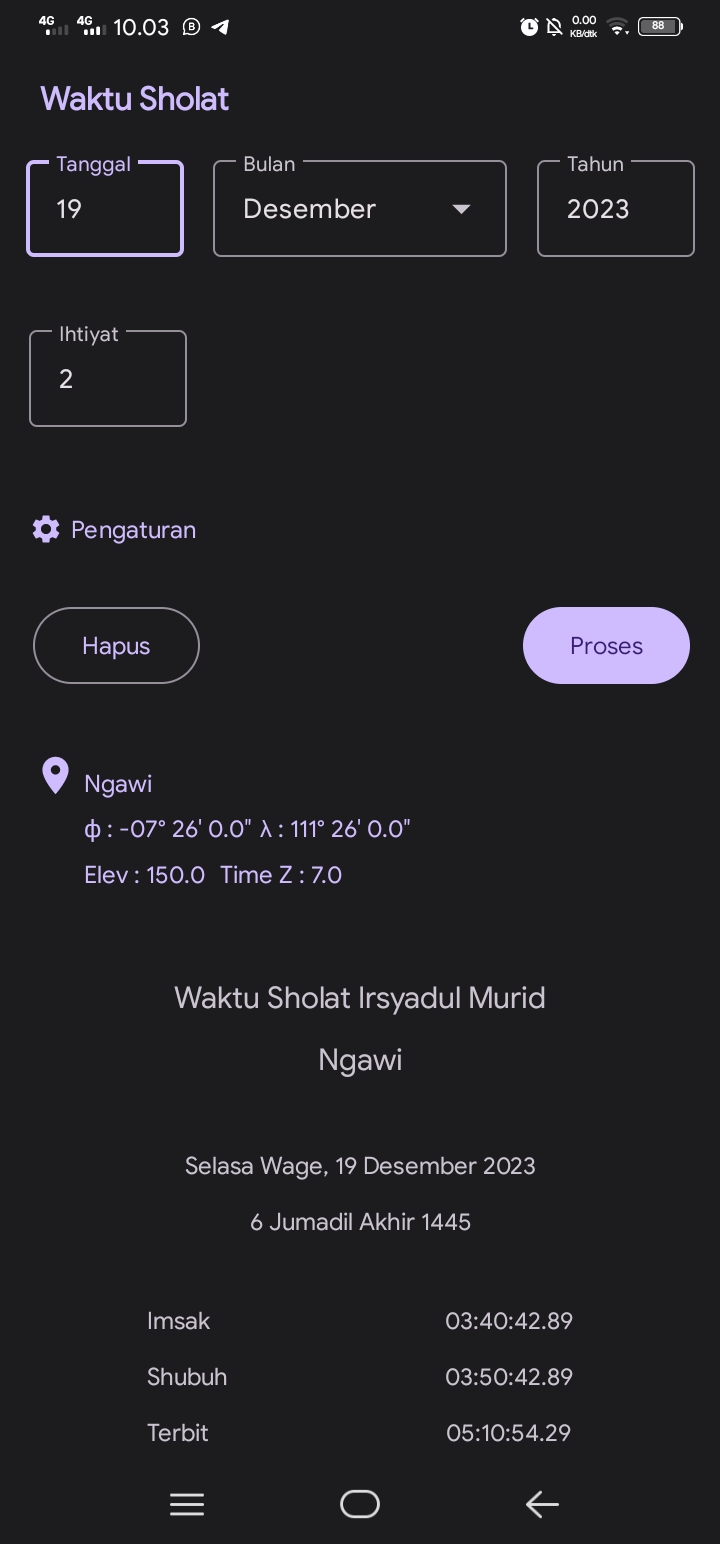 4G 4G 10.03 0.00 KB/dtk 88
Waktu Sholat
Tanggal Bulan Tahun
19 Desember 2023
Ihtiyat
2
Pengaturan
Hapus Proses
Ngawi
ϕ : -07° 26' 0.0" λ : 111° 26' 0.0"
Elev : 150.0 Time Z : 7.0
Waktu Sholat Irsyadul Murid
Ngawi
Selasa Wage, 19 Desember 2023
6 Jumadil Akhir 1445
Imsak 03:40:42.89
Shubuh 03:50:42.89
Terbit 05:10:54.29